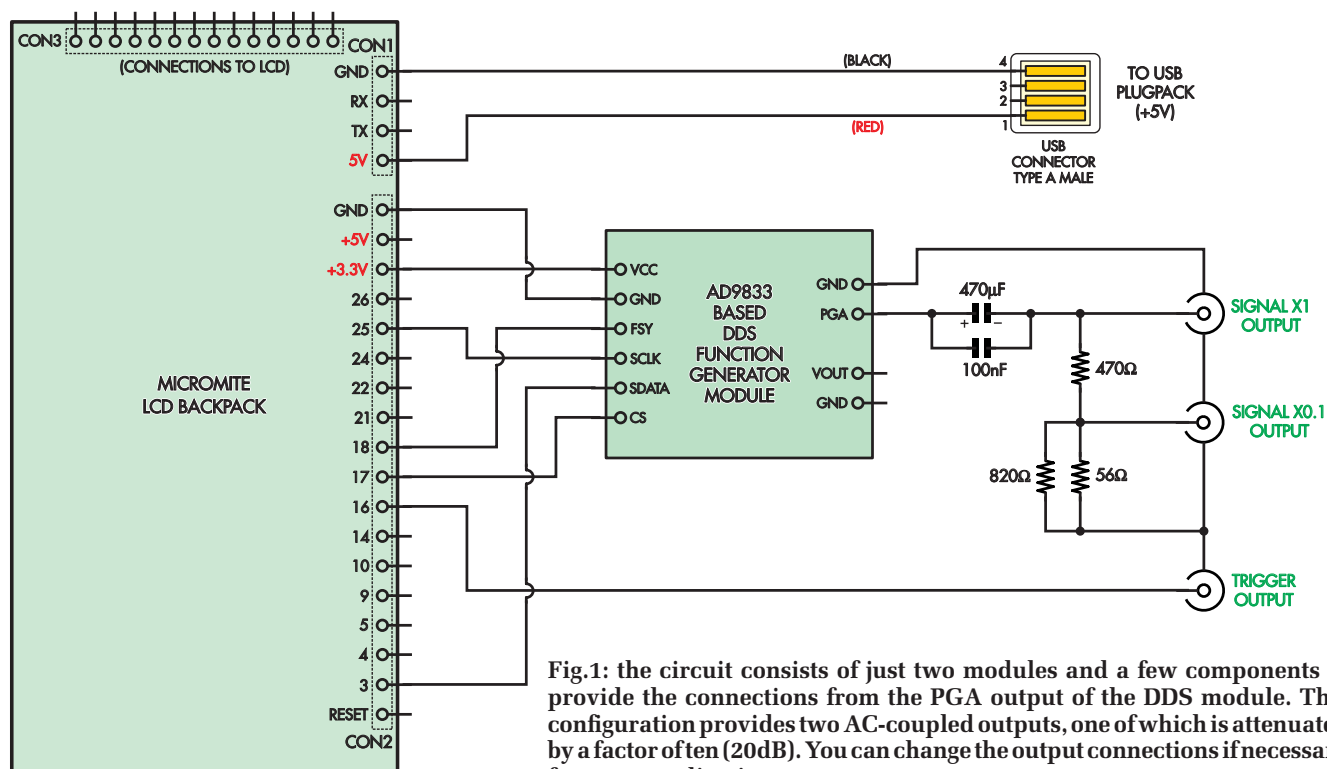 CON3
(CONNECTIONS TO LCD)
CON1
GND
RX
TX
5V
GND
+5V
+3.3V
26
25
24
22
21
18
17
16
14
10
9
5
4
3
RESET
CON2
MICROMITE
LCD BACKPACK
(BLACK)
(RED)
4
3
2
1
TO USB
PLUGPACK
(+5V)
USB
CONNECTOR
TYPE A MALE
VCC
GND
FSY
SCLK
SDATA
CS
AD9833
BASED
DDS
FUNCTION
GENERATOR
MODULE
GND
PGA
VOUT
GND
470µF
+ –
100nF
470Ω
820Ω
56Ω
SIGNAL X1
OUTPUT
SIGNAL X0.1
OUTPUT
TRIGGER
OUTPUT
Fig.1: the circuit consists of just two modules and a few components
provide the connections from the PGA output of the DDS module. Th
configuration provides two AC-coupled outputs, one of which is attenuate
by a factor of ten (20dB). You can change the output connections if necessar